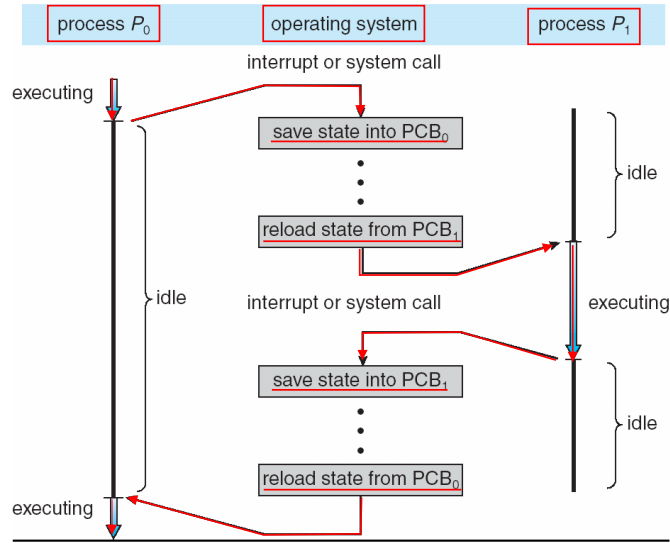 process P₀
operating system
process P₁
interrupt or system call
executing
save state into PCB₀
idle
reload state from PCB₁
idle
interrupt or system call
executing
save state into PCB₁
idle
reload state from PCB₀
executing